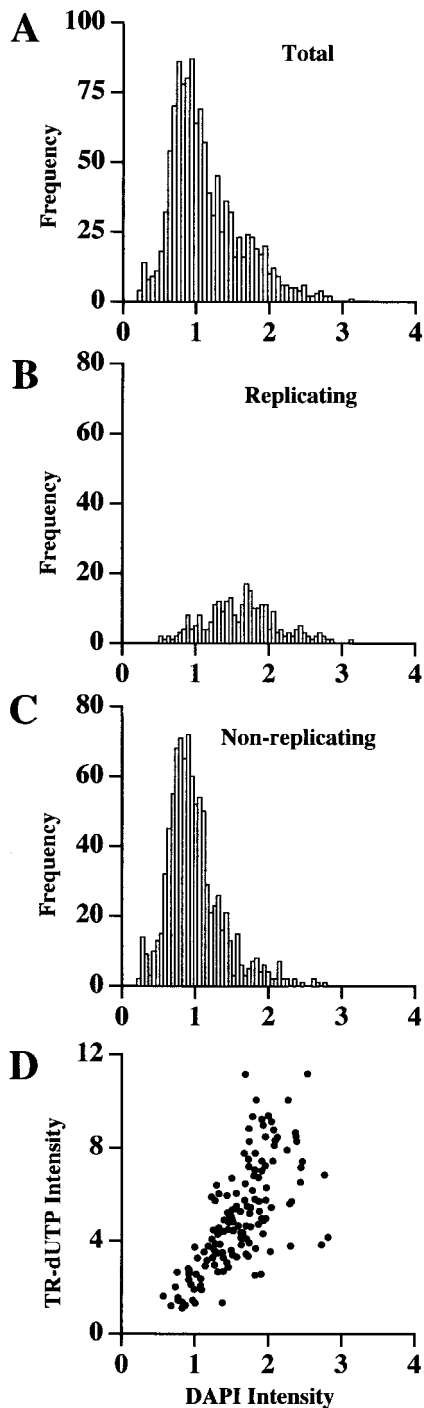 A
100
Total
75
Frequency
50
25
0
0 1 2 3 4
B
80
Replicating
60
Frequency
40
20
0
0 1 2 3 4
C
80
Non-replicating
60
Frequency
40
20
0
0 1 2 3 4
D
12
TR-dUTP Intensity
8
4
0
0 1 2 3 4
DAPI Intensity